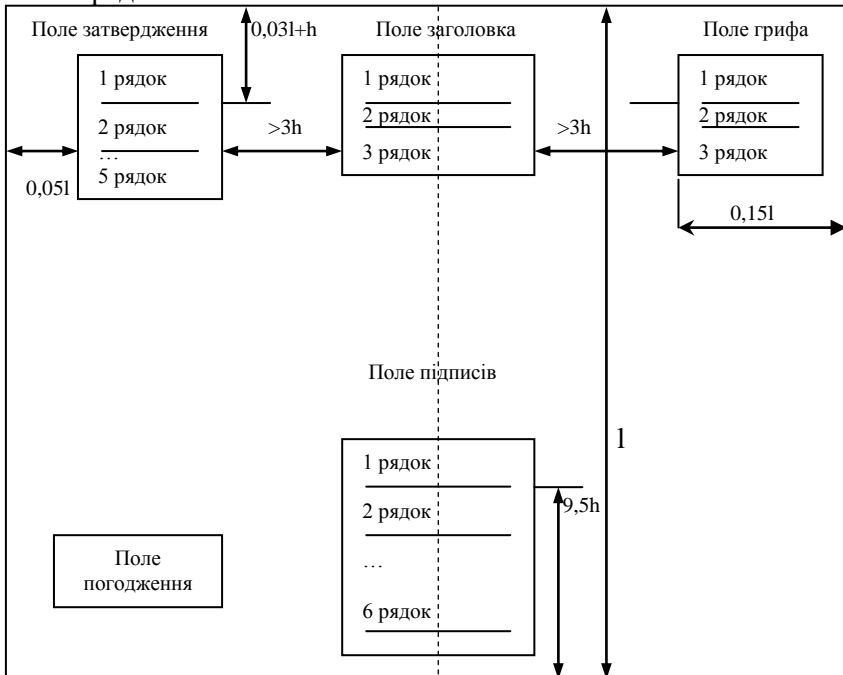 Поле затвердження
0,03l+h
Поле заголовка
Поле грифа
1 рядок
2 рядок
…
5 рядок
1 рядок
2 рядок
3 рядок
1 рядок
2 рядок
3 рядок
>3h
>3h
0,05l
0,15l
Поле підписів
l
1 рядок
2 рядок
…
6 рядок
9,5h
Поле
погодження